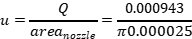 u = Q / area_nozzle = 0.000943 / π0.000025